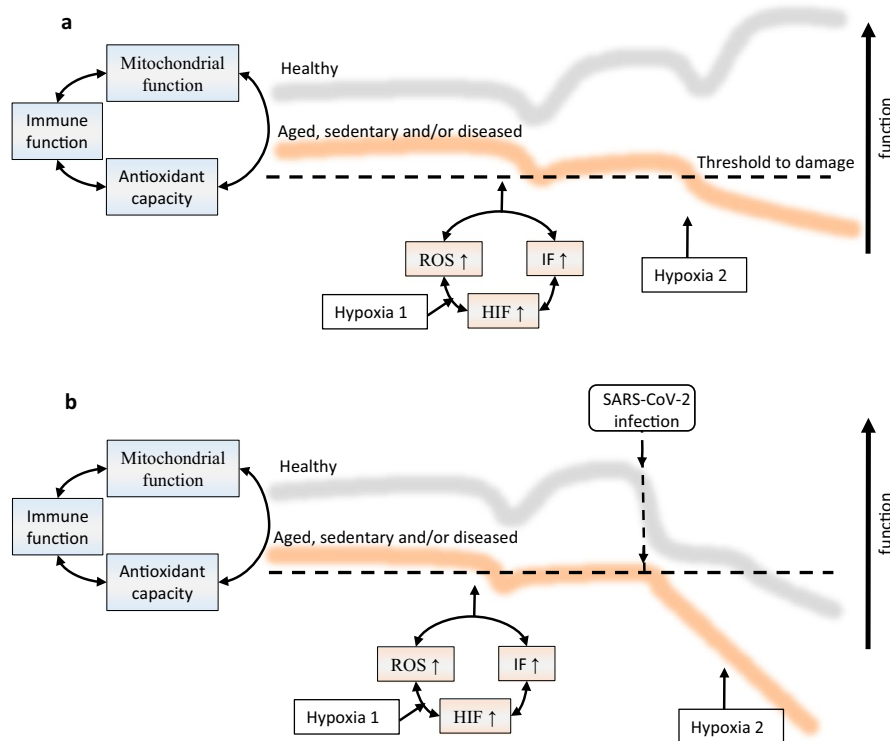 a
Mitochondrial
function
Healthy
Immune
function
Aged, sedentary and/or diseased
Antioxidant
capacity
Threshold to damage
function
ROS ↑
IF ↑
Hypoxia 1
HIF ↑
Hypoxia 2
b
SARS-CoV-2
infection
Mitochondrial
function
Healthy
Immune
function
Aged, sedentary and/or diseased
Antioxidant
capacity
function
ROS ↑
IF ↑
Hypoxia 1
HIF ↑
Hypoxia 2